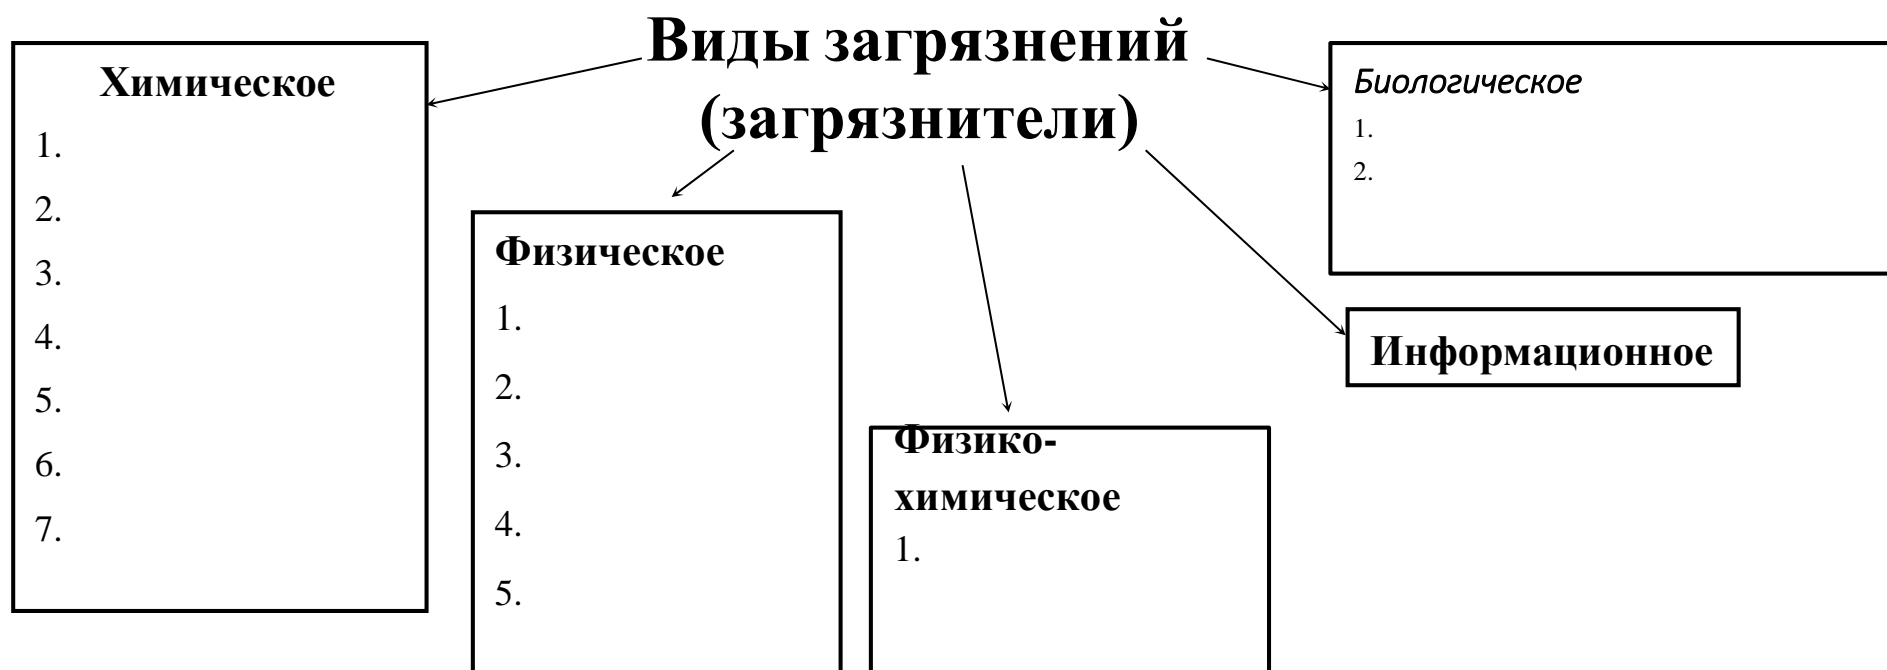 Виды загрязнений
(загрязнители)
Химическое
1.
2.
3.
4.
5.
6.
7.
Физическое
1.
2.
3.
4.
5.
Физико-
химическое
1.
Биологическое
1.
2.
Информационное